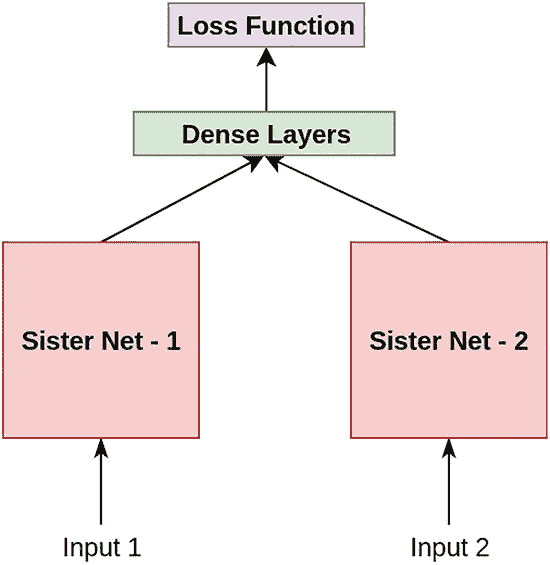 Loss Function
Dense Layers
Sister Net - 1
Sister Net - 2
Input 1
Input 2